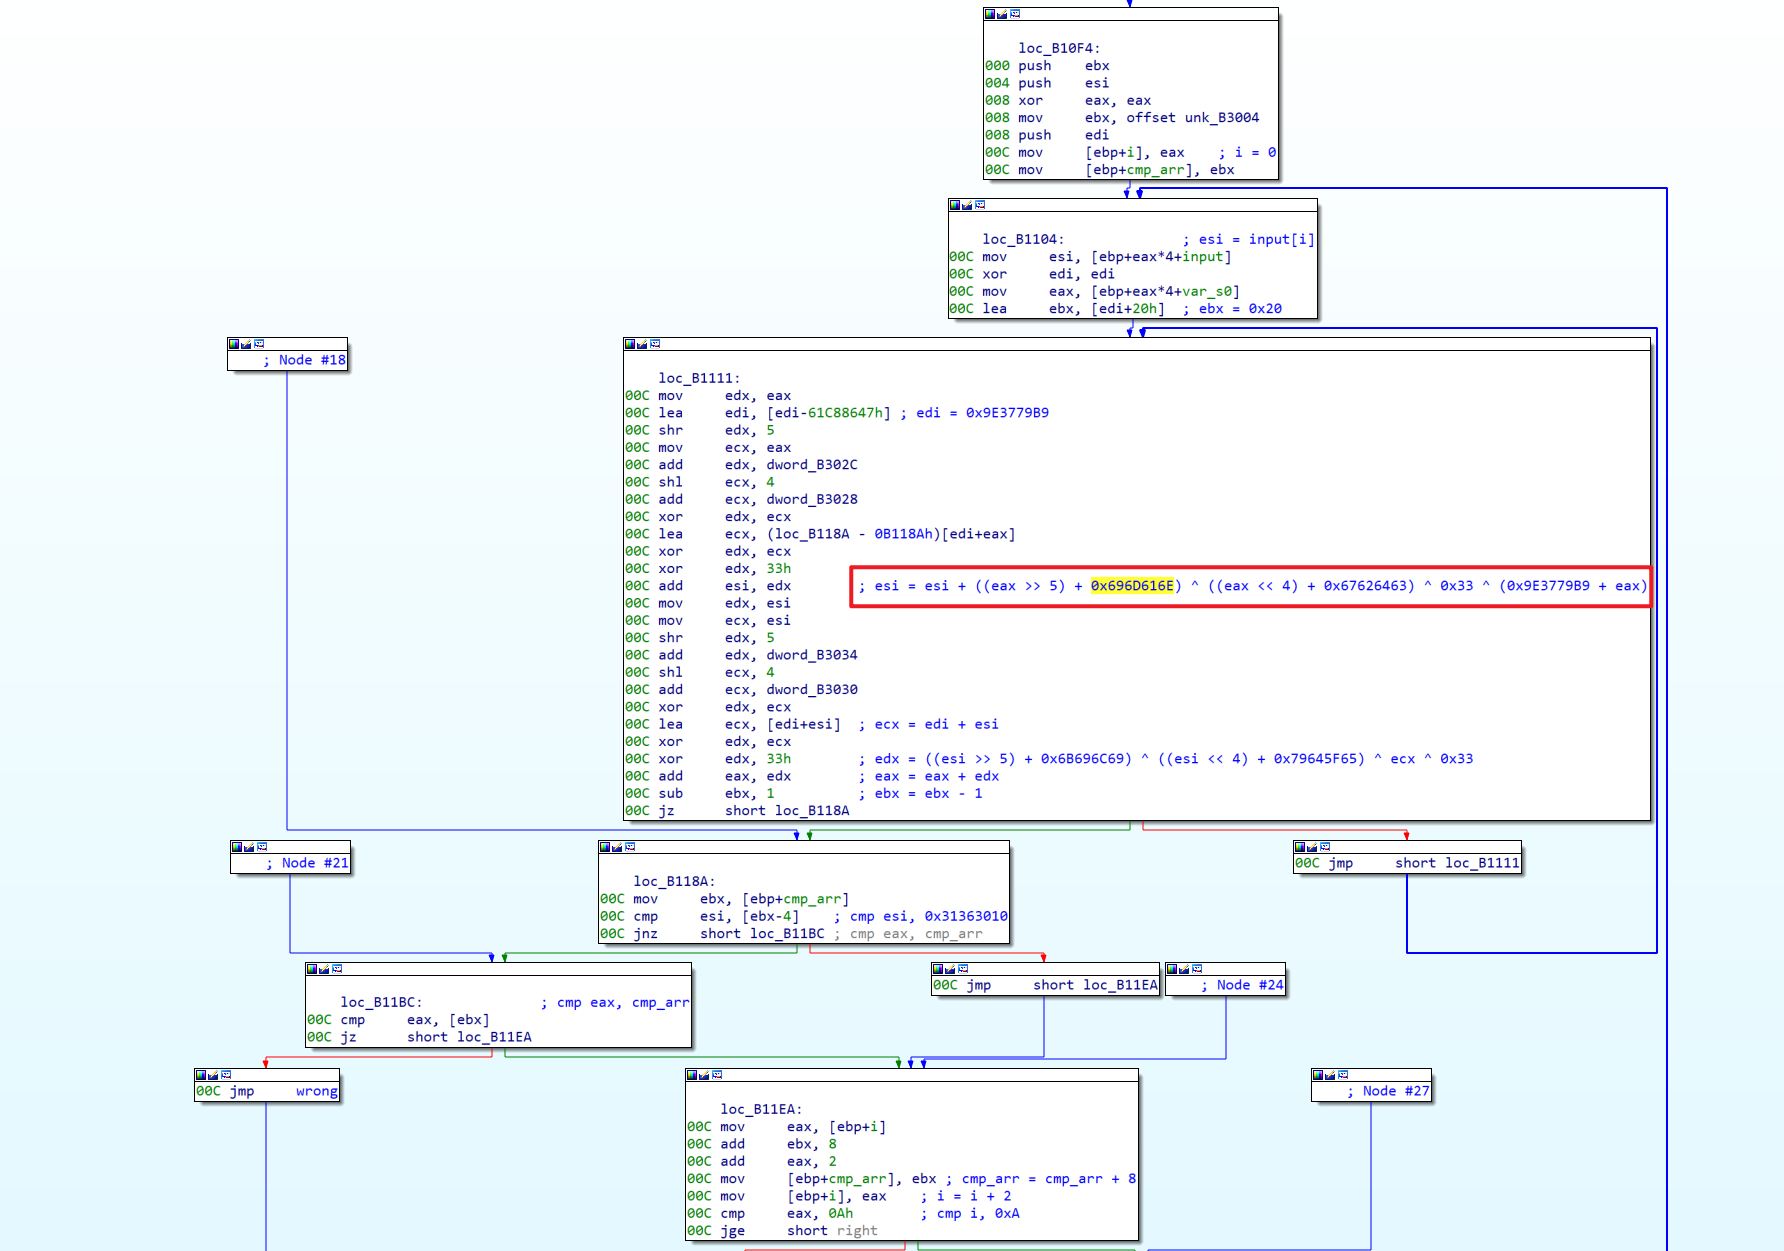 loc_B10F4:
000 push ebx
004 push esi
008 xor eax, eax
008 mov ebx, offset unk_B3004
008 push edi
00C mov [ebp+i], eax ; i = 0
00C mov [ebp+cmp_arr], ebx
loc_B1104: ; esi = input[i]
00C mov esi, [ebp+eax*4+input]
00C xor edi, edi
00C mov eax, [ebp+eax*4+var_s0]
00C lea ebx, [edi+20h] ; ebx = 0x20
; Node #18
loc_B1111:
00C mov edx, eax
00C lea edi, [edi-61C88647h] ; edi = 0x9E3779B9
00C shr edx, 5
00C mov ecx, eax
00C add edx, dword_B302C
00C shl ecx, 4
00C add ecx, dword_B3028
00C xor edx, ecx
00C lea ecx, (loc_B118A - 0B118Ah)[edi+eax]
00C xor edx, ecx
00C xor edx, 33h
00C add esi, edx ; esi = esi + ((eax >> 5) + 0x696D616E) ^ ((eax << 4) + 0x67626463) ^ 0x33 ^ (0x9E3779B9 + eax)
00C mov edx, esi
00C mov ecx, esi
00C shr edx, 5
00C add edx, dword_B3034
00C shl ecx, 4
00C add ecx, dword_B3030
00C xor edx, ecx
00C lea ecx, [edi+esi] ; ecx = edi + esi
00C xor edx, ecx
00C xor edx, 33h ; edx = ((esi >> 5) + 0x6B696C69) ^ ((esi << 4) + 0x79645F65) ^ ecx ^ 0x33
00C add eax, edx ; eax = eax + edx
00C sub ebx, 1 ; ebx = ebx - 1
00C jz short loc_B118A
; Node #21
loc_B118A:
00C mov ebx, [ebp+cmp_arr]
00C cmp esi, [ebx-4] ; cmp esi, 0x31363010
00C jnz short loc_B11BC ; cmp eax, cmp_arr
00C jmp short loc_B1111
loc_B11BC: ; cmp eax, cmp_arr
00C cmp eax, [ebx]
00C jz short loc_B11EA
00C jmp short loc_B11EA
; Node #24
00C jmp wrong
loc_B11EA:
00C mov eax, [ebp+i]
00C add ebx, 8
00C add eax, 2
00C mov [ebp+cmp_arr], ebx ; cmp_arr = cmp_arr + 8
00C mov [ebp+i], eax ; i = i + 2
00C cmp eax, 0Ah ; cmp i, 0xA
00C jge short right
; Node #27